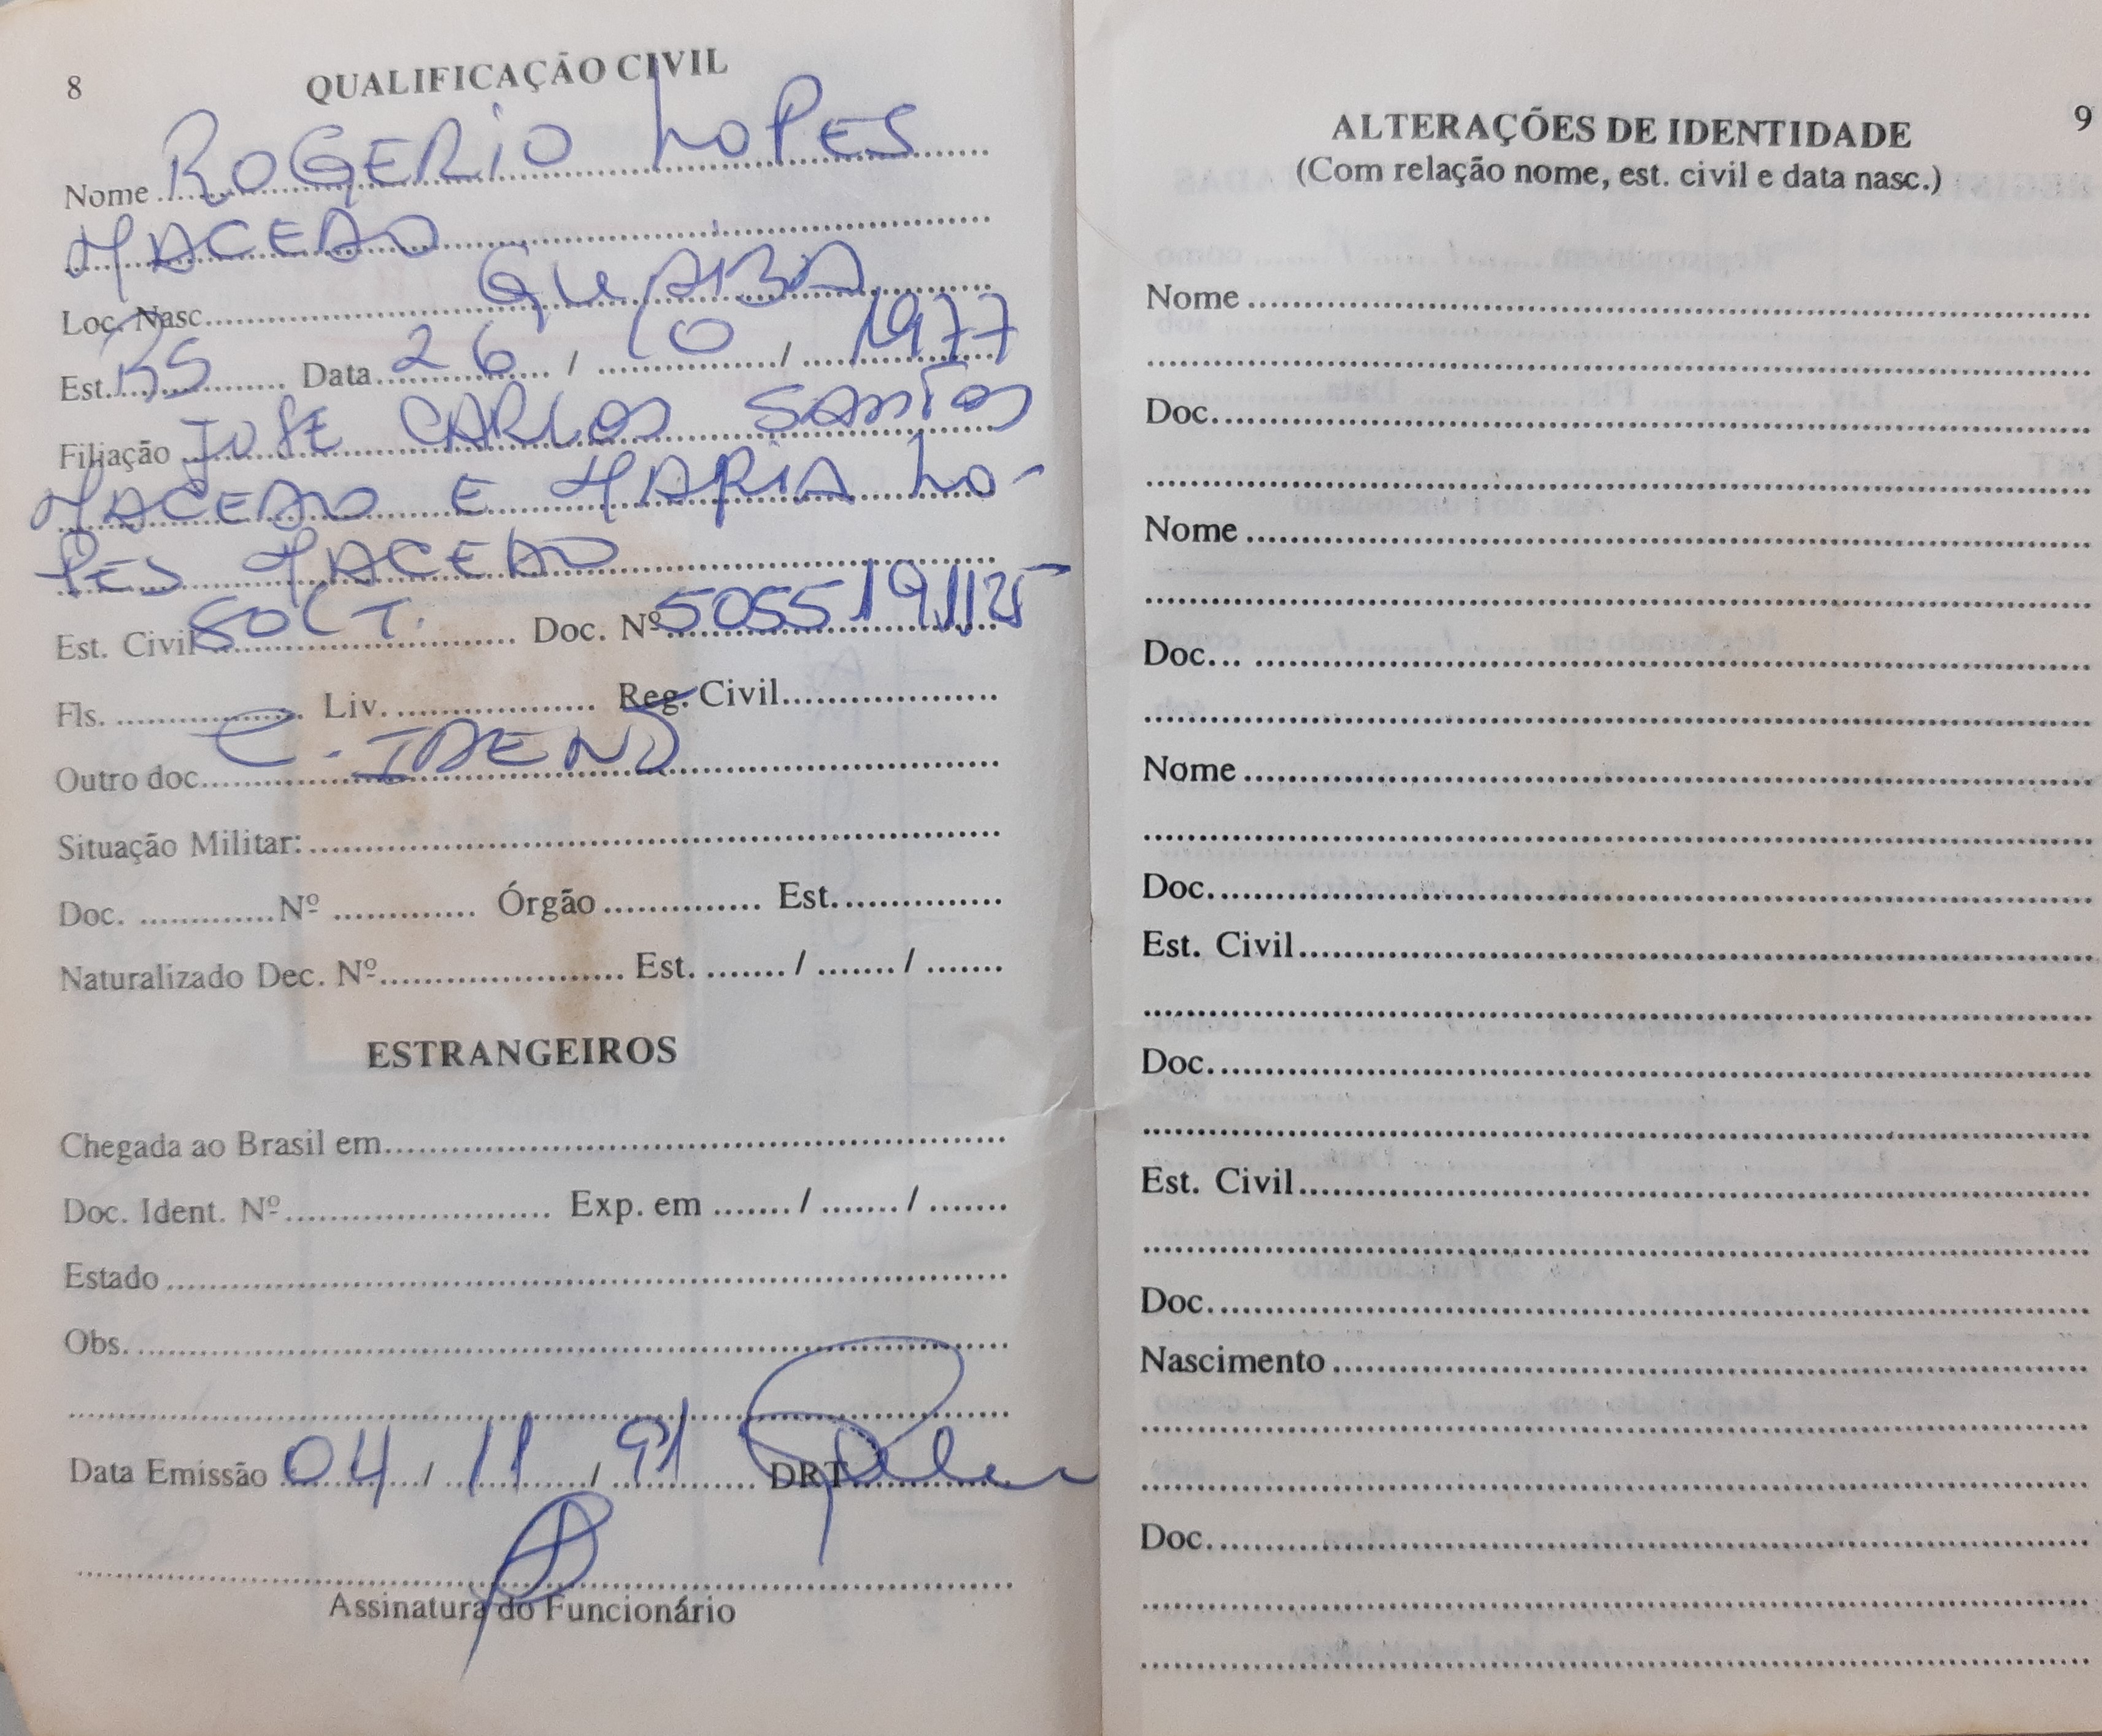 8
QUALIFICAÇÃO CIVIL
Nome ROGERIO LOPES
MACEDO
Loc. Nasc. GUAIBA
Est. RS Data 26 / 10 / 1977
Filiação JOSE CARLOS SANTOS
MACEDO E MARIA LO-
PES MACEDO
Est. Civil SOLT. Doc. Nº 5055191125
Fls. Liv. Reg. Civil
Outro doc. C. IDEND
Situação Militar:
Doc. Nº Órgão Est.
Naturalizado Dec. Nº Est. / /
ESTRANGEIROS
Chegada ao Brasil em
Doc. Ident. Nº Exp. em / /
Estado
Obs.
Data Emissão 04 / 11 / 91 DRT
Assinatura do Funcionário
9
ALTERAÇÕES DE IDENTIDADE
(Com relação nome, est. civil e data nasc.)
Nome
Doc.
Nome
Doc...
Nome
Doc.
Est. Civil
Doc.
Est. Civil
Doc.
Nascimento
Doc.